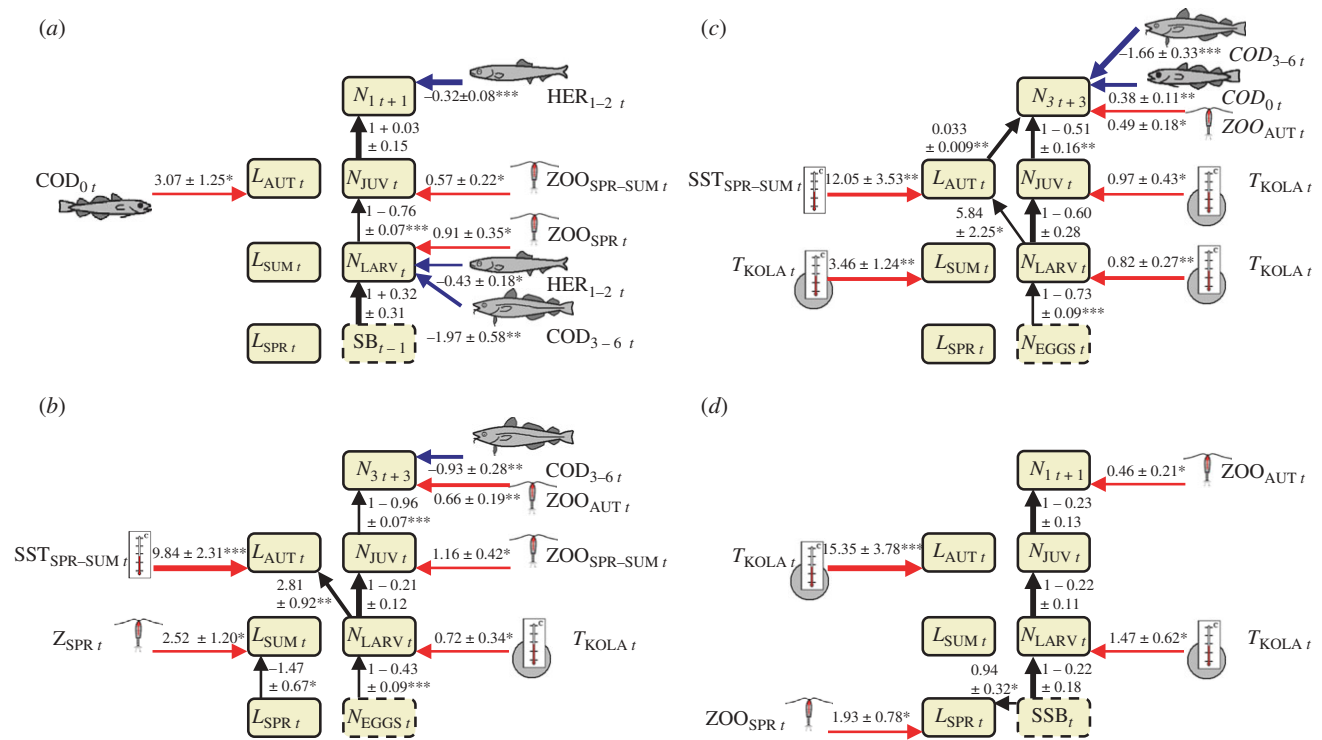 (a)
N1 t+1
−0.32±0.08***
HER1–2 t
1 + 0.03
± 0.15
COD0 t
3.07 ± 1.25*
LAUT t
NJUV t
0.57 ± 0.22*
ZOOSPR–SUM t
1 − 0.76
± 0.07***
0.91 ± 0.35*
ZOOSPR t
LSUM t
NLARV t
−0.43 ± 0.18*
HER1–2 t
1 + 0.32
± 0.31
−1.97 ± 0.58**
COD3–6 t
LSPR t
SBt−1
(b)
N3 t+3
−0.93 ± 0.28**
COD3–6 t
0.66 ± 0.19**
ZOOAUT t
1 − 0.96
± 0.07***
SSTSPR–SUM t
9.84 ± 2.31***
LAUT t
NJUV t
1.16 ± 0.42*
ZOOSPR–SUM t
2.81
± 0.92**
1 − 0.21
± 0.12
ZSPR t
2.52 ± 1.20*
LSUM t
NLARV t
0.72 ± 0.34*
TKOLA t
−1.47
± 0.67*
1 − 0.43
± 0.09***
LSPR t
NEGGS t
(c)
−1.66 ± 0.33***
COD3–6 t
N3 t+3
0.38 ± 0.11**
COD0 t
0.49 ± 0.18*
ZOOAUT t
0.033
± 0.009**
1 − 0.51
± 0.16**
SSTSPR–SUM t
C
12.05 ± 3.53**
LAUT t
NJUV t
0.97 ± 0.43*
C
TKOLA t
5.84
± 2.25*
1 − 0.60
± 0.28
TKOLA t
C
3.46 ± 1.24**
LSUM t
NLARV t
0.82 ± 0.27**
C
TKOLA t
1 − 0.73
± 0.09***
LSPR t
NEGGS t
(d)
N1 t+1
0.46 ± 0.21*
ZOOAUT t
1 − 0.23
± 0.13
TKOLA t
C
15.35 ± 3.78***
LAUT t
NJUV t
1 − 0.22
± 0.11
LSUM t
NLARV t
1.47 ± 0.62*
C
TKOLA t
0.94
± 0.32*
1 − 0.22
± 0.18
ZOOSPR t
1.93 ± 0.78*
LSPR t
SSBt